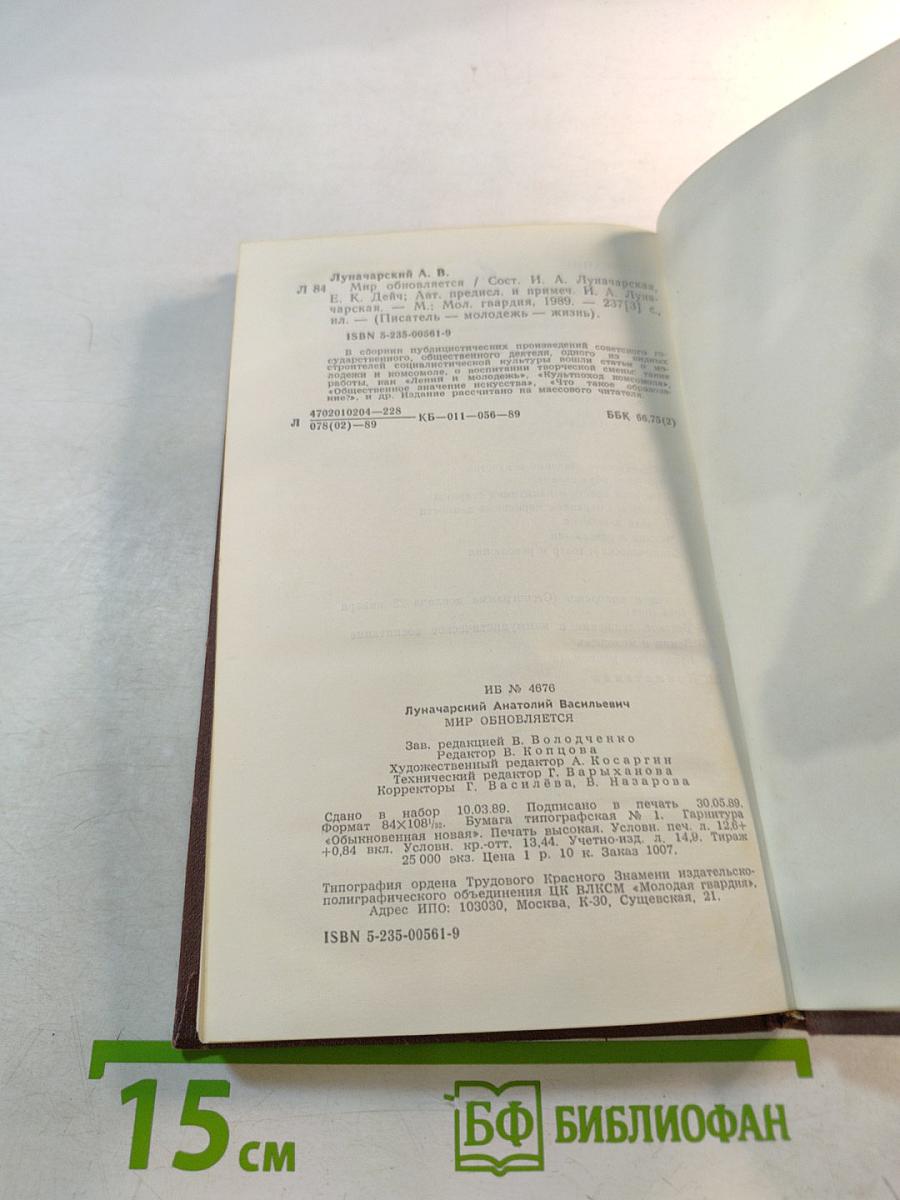 Луначарский А. В.
Л 84 Мир обновляется / Сост. И. А. Луначарская,
Е. К. Дейч; Авт. предисл. и примеч. И. А. Луна-
чарская. — М.: Мол. гвардия, 1989. — 237[3] с.,
ил. — (Писатель — молодежь — жизнь).
ISBN 5-235-00561-9
В сборник публицистических произведений советского го-
сударственного, общественного деятеля, одного из видных
строителей социалистической культуры вошли статьи о мо-
лодежи и комсомоле, о воспитании творческой смены: такие
работы, как «Ленин и молодежь», «Культпоход комсомола»,
«Общественное значение искусства», «Что такое образова-
ние?», и др. Издание рассчитано на массового читателя.
Л 4702010204—228
078(02)—89 КБ—011—056—89 ББК 66.75(2)
ИБ № 4676
Луначарский Анатолий Васильевич
МИР ОБНОВЛЯЕТСЯ
Зав. редакцией В. Володченко
Редактор В. Копцова
Художественный редактор А. Косаргин
Технический редактор Г. Варыханова
Корректоры Г. Василёва, В. Назарова
Сдано в набор 10.03.89. Подписано в печать 30.05.89.
Формат 84×108¹/₃₂. Бумага типографская № 1. Гарнитура
«Обыкновенная новая». Печать высокая. Условн. печ. л. 12,6+
+0,84 вкл. Условн. кр.-отт. 13,44. Учетно-изд. л. 14,9. Тираж
25 000 экз. Цена 1 р. 10 к. Заказ 1007.
Типография ордена Трудового Красного Знамени издательско-
полиграфического объединения ЦК ВЛКСМ «Молодая гвардия».
Адрес ИПО: 103030, Москва, К-30, Сущевская, 21.
ISBN 5-235-00561-9
15 см
БФ БИБЛИОФАН